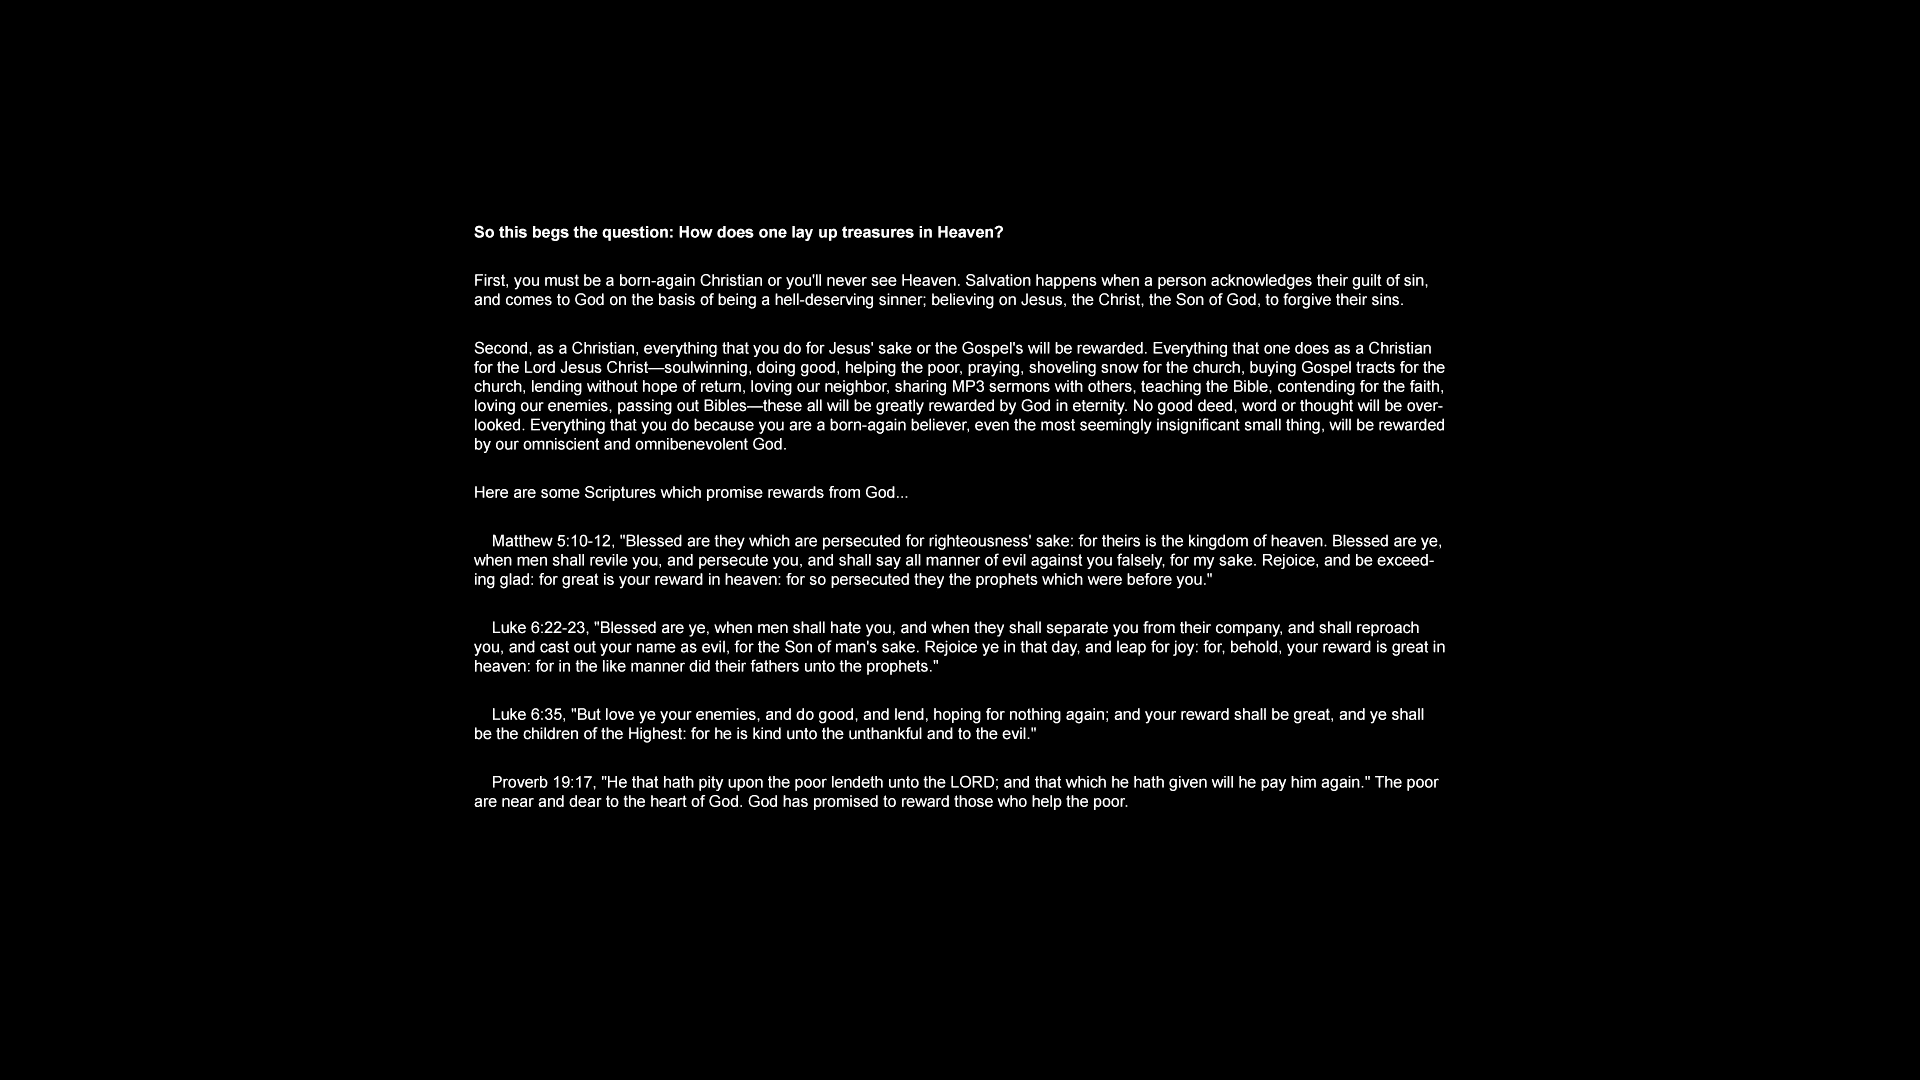 So this begs the question: How does one lay up treasures in Heaven?
First, you must be a born-again Christian or you'll never see Heaven. Salvation happens when a person acknowledges their guilt of sin,
and comes to God on the basis of being a hell-deserving sinner; believing on Jesus, the Christ, the Son of God, to forgive their sins.
Second, as a Christian, everything that you do for Jesus' sake or the Gospel's will be rewarded. Everything that one does as a Christian
for the Lord Jesus Christ—soulwinning, doing good, helping the poor, praying, shoveling snow for the church, buying Gospel tracts for the
church, lending without hope of return, loving our neighbor, sharing MP3 sermons with others, teaching the Bible, contending for the faith,
loving our enemies, passing out Bibles—these all will be greatly rewarded by God in eternity. No good deed, word or thought will be over-
looked. Everything that you do because you are a born-again believer, even the most seemingly insignificant small thing, will be rewarded
by our omniscient and omnibenevolent God.
Here are some Scriptures which promise rewards from God...
Matthew 5:10-12, "Blessed are they which are persecuted for righteousness' sake: for theirs is the kingdom of heaven. Blessed are ye,
when men shall revile you, and persecute you, and shall say all manner of evil against you falsely, for my sake. Rejoice, and be exceed-
ing glad: for great is your reward in heaven: for so persecuted they the prophets which were before you."
Luke 6:22-23, "Blessed are ye, when men shall hate you, and when they shall separate you from their company, and shall reproach
you, and cast out your name as evil, for the Son of man's sake. Rejoice ye in that day, and leap for joy: for, behold, your reward is great in
heaven: for in the like manner did their fathers unto the prophets."
Luke 6:35, "But love ye your enemies, and do good, and lend, hoping for nothing again; and your reward shall be great, and ye shall
be the children of the Highest: for he is kind unto the unthankful and to the evil."
Proverb 19:17, "He that hath pity upon the poor lendeth unto the LORD; and that which he hath given will he pay him again." The poor
are near and dear to the heart of God. God has promised to reward those who help the poor.